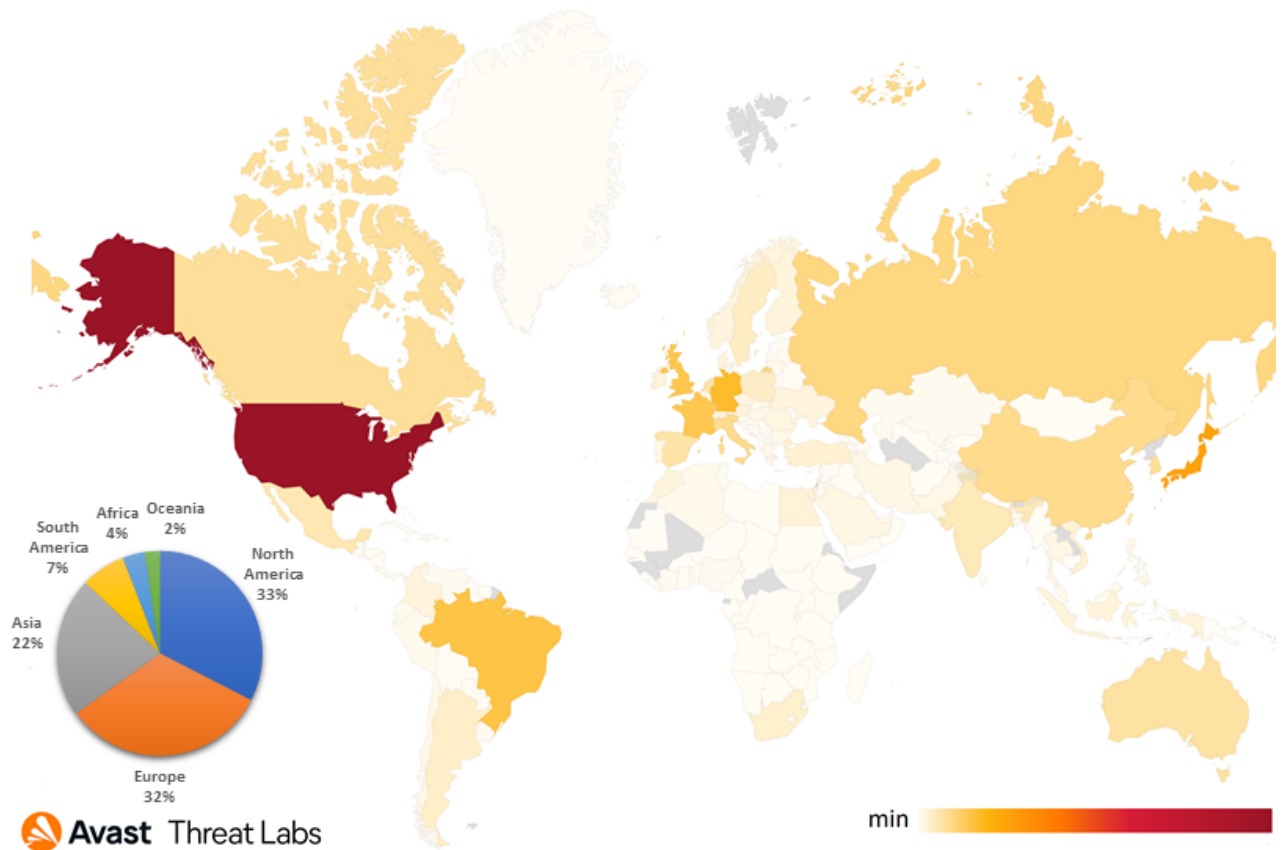 Africa
4%
Oceania
2%
South
America
7%
North
America
33%
Asia
22%
Europe
32%
Avast Threat Labs
min